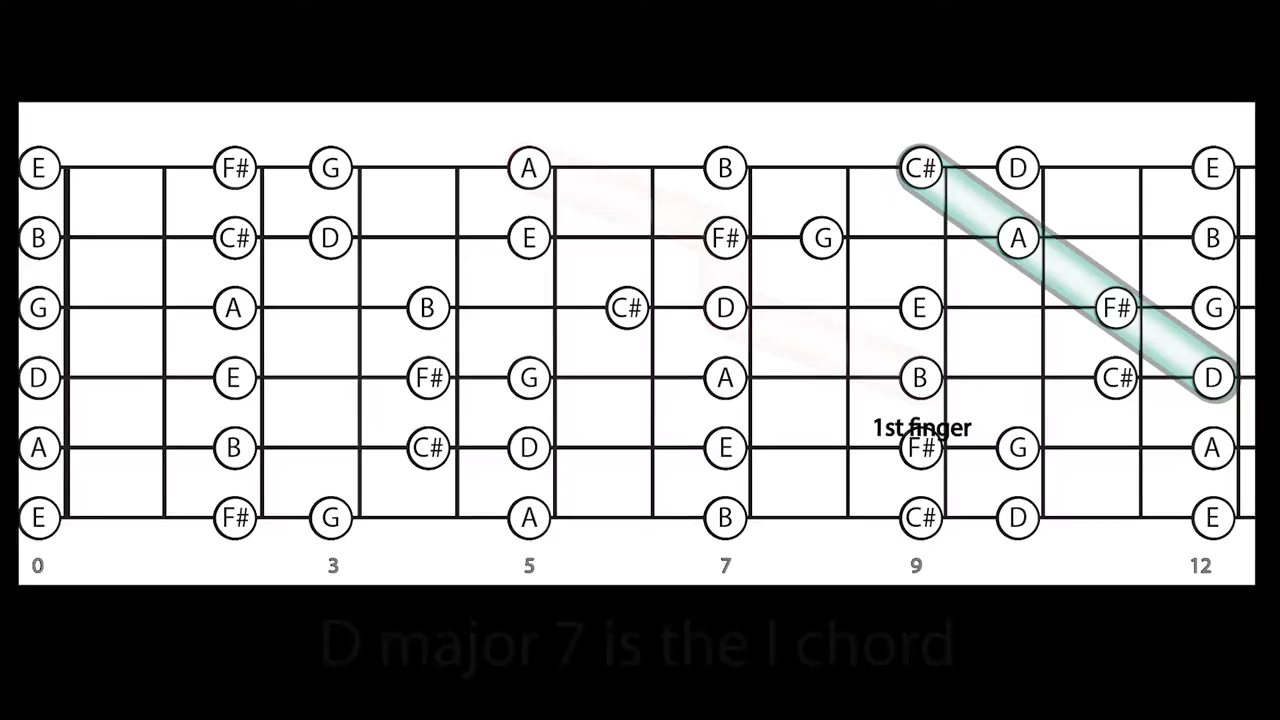 E F# G A B C# D E
B C# D E F# G A B
G A B C# D E F# G
D E F# G A B C# D
1st finger
A B C# D E F# G A
E F# G A B C# D E
0 3 5 7 9 12
D major 7 is the I chord